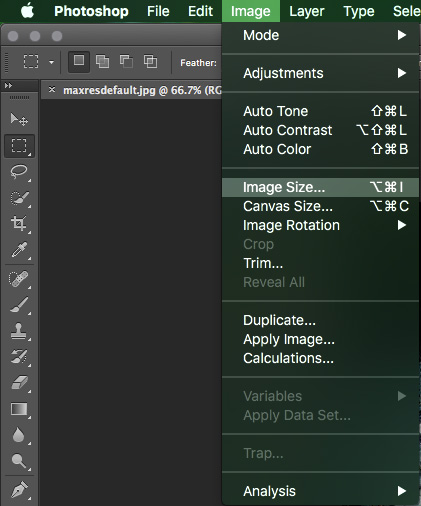 Photoshop File Edit Image Layer Type Sele
Feather:
maxresdefault.jpg @ 66.7% (RG
Mode
Adjustments
Auto Tone ⇧⌘L
Auto Contrast ⌥⇧⌘L
Auto Color ⇧⌘B
Image Size... ⌥⌘I
Canvas Size... ⌥⌘C
Image Rotation
Crop
Trim...
Reveal All
Duplicate...
Apply Image...
Calculations...
Variables
Apply Data Set...
Trap...
Analysis